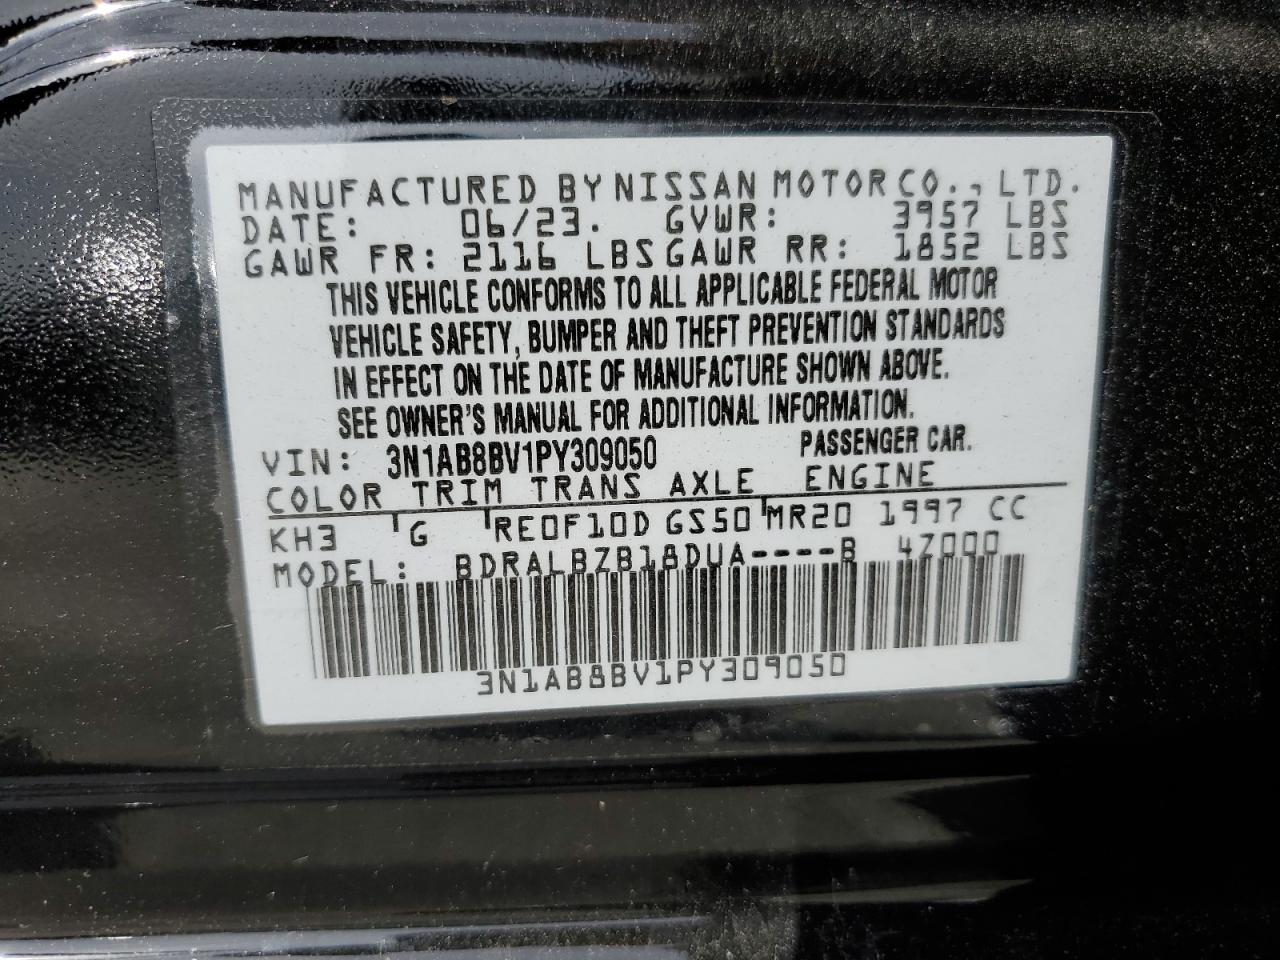 MANUFACTURED BY NISSAN MOTOR CO., LTD.
DATE: 06/23. GVWR: 3957 LBS
GAWR FR: 2116 LBS GAWR RR: 1852 LBS
THIS VEHICLE CONFORMS TO ALL APPLICABLE FEDERAL MOTOR
VEHICLE SAFETY, BUMPER AND THEFT PREVENTION STANDARDS
IN EFFECT ON THE DATE OF MANUFACTURE SHOWN ABOVE.
SEE OWNER'S MANUAL FOR ADDITIONAL INFORMATION.
VIN: 3N1AB8BV1PY309050 PASSENGER CAR.
COLOR TRIM TRANS AXLE ENGINE
KH3 G RE0F10D GS50 MR20 1997 CC
MODEL: BDRALBZB18DUA----B 4Z000
3N1AB8BV1PY309050